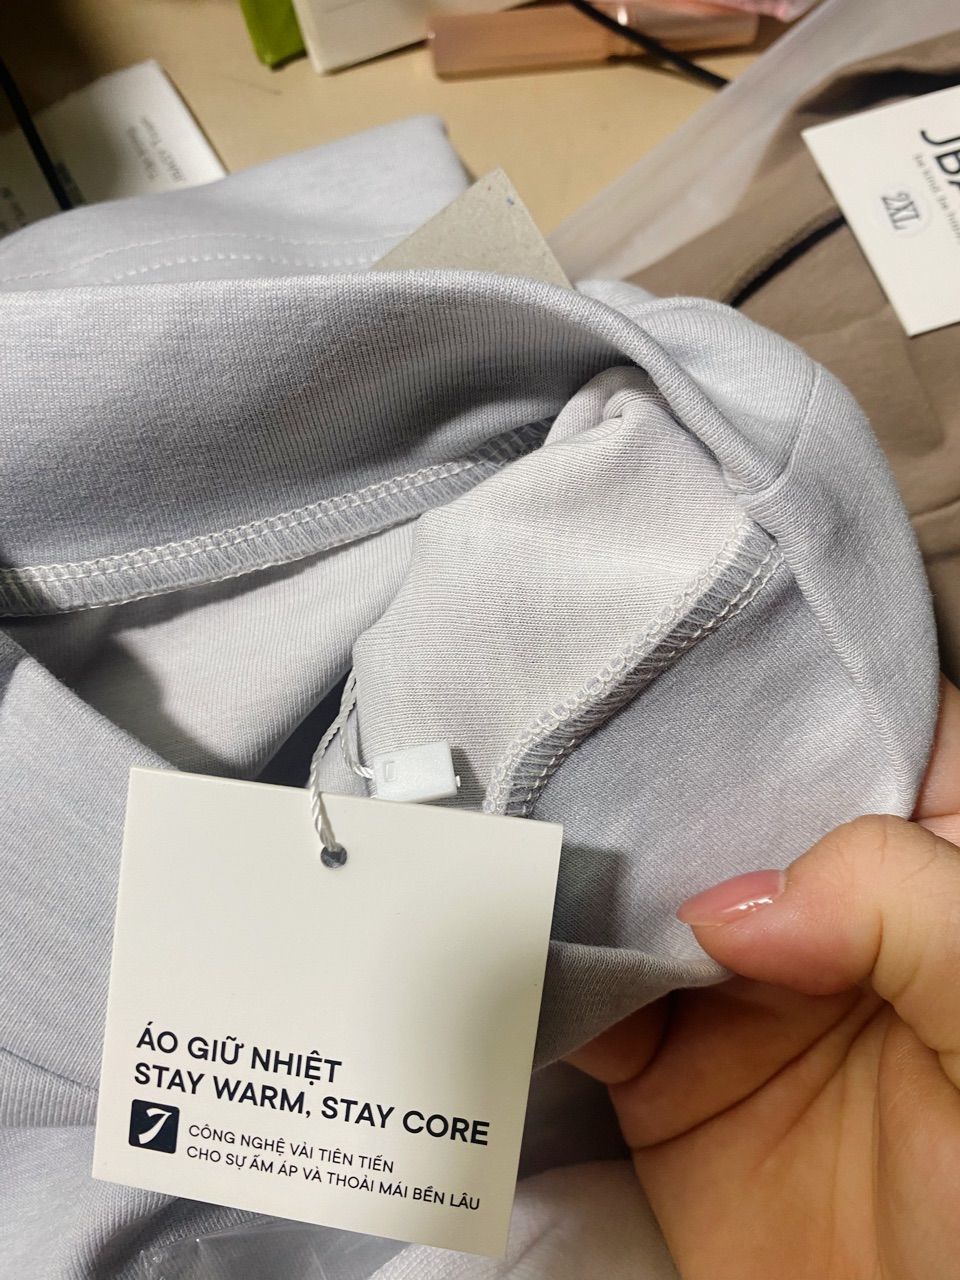 2XL
ÁO GIỮ NHIỆT
STAY WARM, STAY CORE
CÔNG NGHỆ VẢI TIÊN TIẾN
CHO SỰ ẤM ÁP VÀ THOẢI MÁI BỀN LÂU